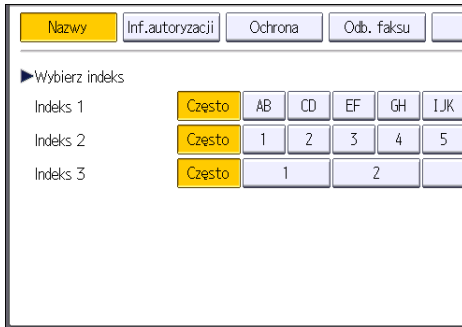 Nazwy Inf.autoryzacji Ochrona Odb. faksu
►Wybierz indeks
Indeks 1 Często AB CD EF GH IJK
Indeks 2 Często 1 2 3 4 5
Indeks 3 Często 1 2